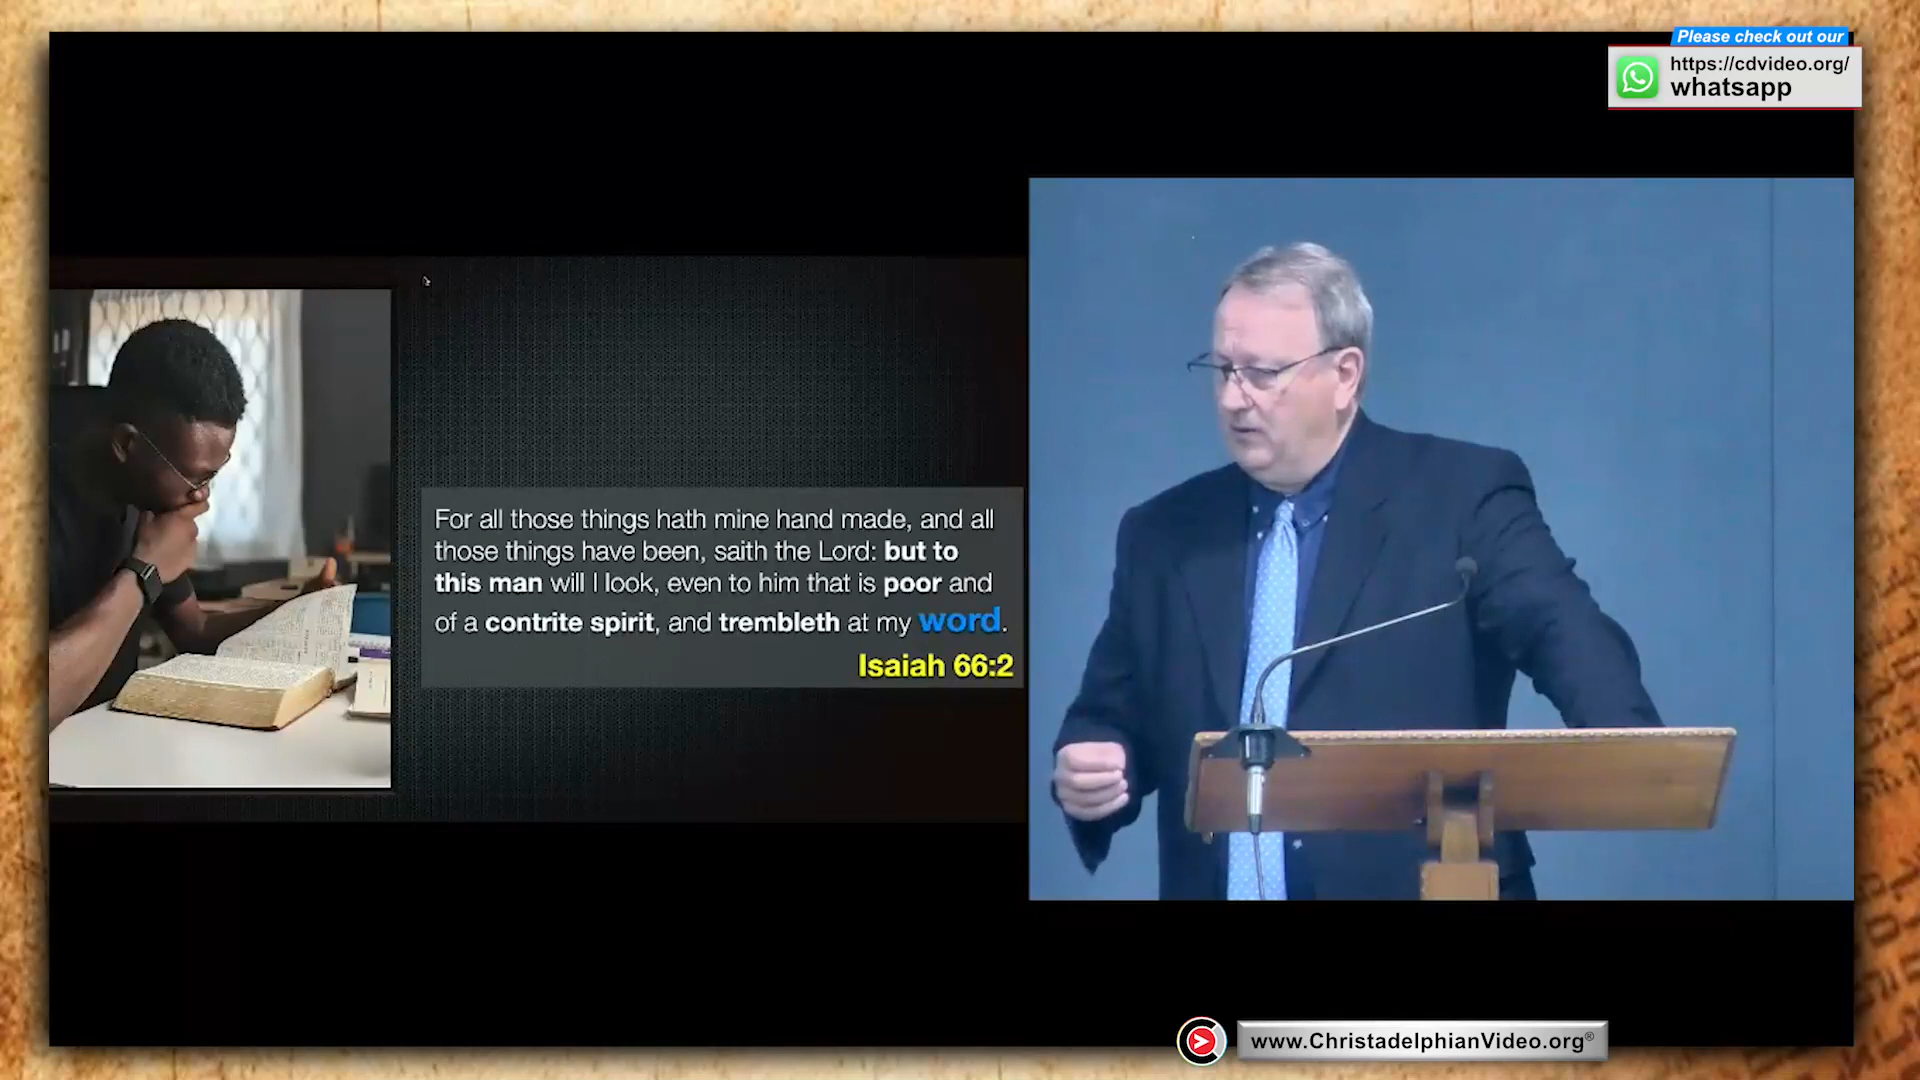 Please check out our
https://cdvideo.org/
whatsapp
For all those things hath mine hand made, and all
those things have been, saith the Lord: but to
this man will I look, even to him that is poor and
of a contrite spirit, and trembleth at my word.
Isaiah 66:2
www.ChristadelphianVideo.org®